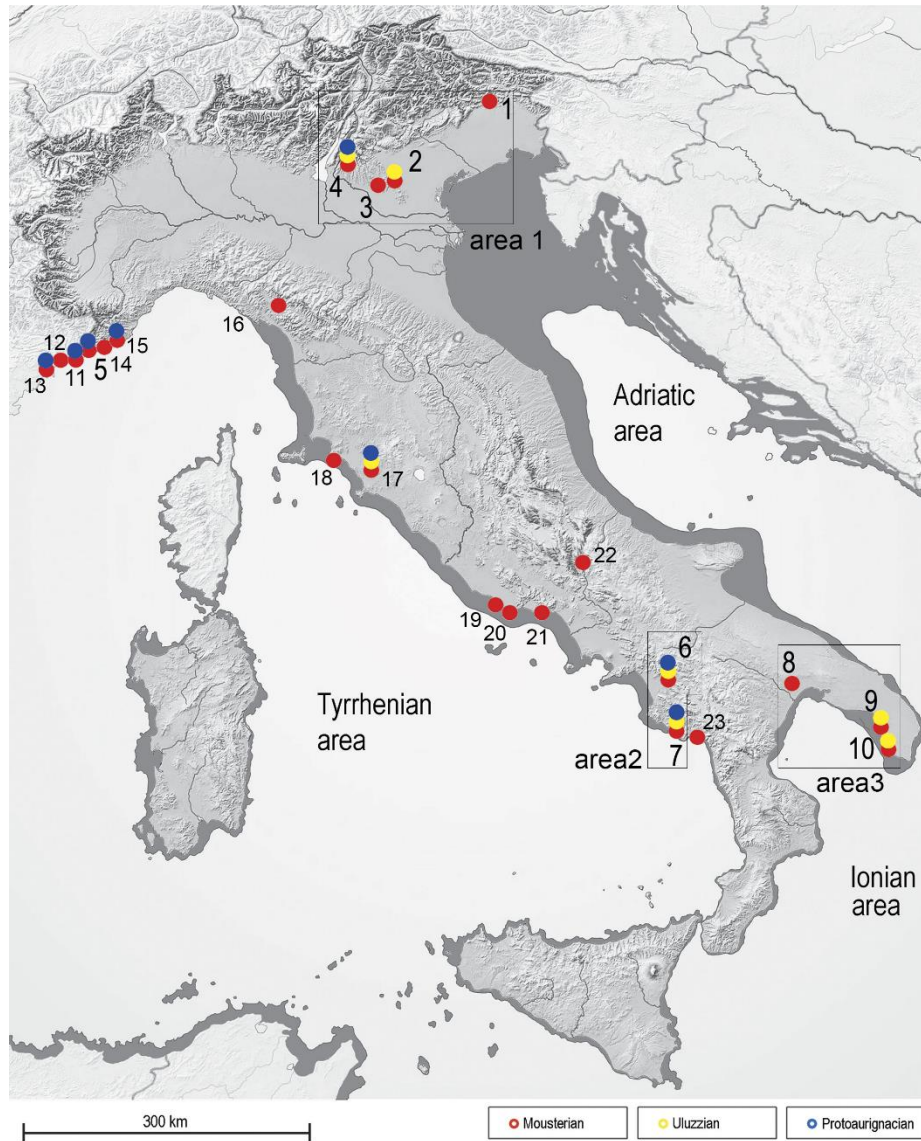 1
2
3
4
area 1
16
12
15
5
14
11
13
Adriatic
area
18
17
22
19
20
21
6
8
9
Tyrrhenian
area
23
10
area2
7
area3
Ionian
area
300 km
Mousterian
Uluzzian
Protoaurignacian